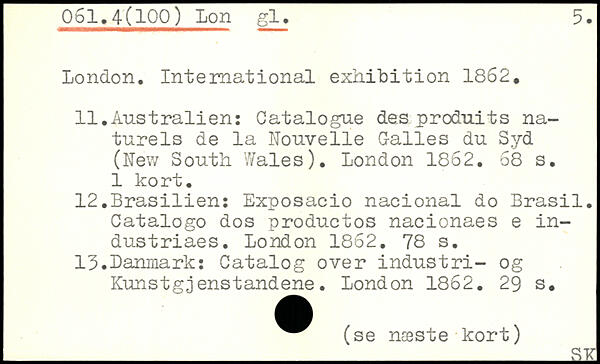 061.4(100) Lon gl. 5.
London. International exhibition 1862.
11. Australien: Catalogue des produits na-
turels de la Nouvelle Galles du Syd
(New South Wales). London 1862. 68 s.
1 kort.
12. Brasilien: Exposacio nacional do Brasil.
Catalogo dos productos nacionaes e in-
dustriaes. London 1862. 78 s.
13. Danmark: Catalog over industri- og
Kunstgjenstandene. London 1862. 29 s.
(se næste kort)
SK